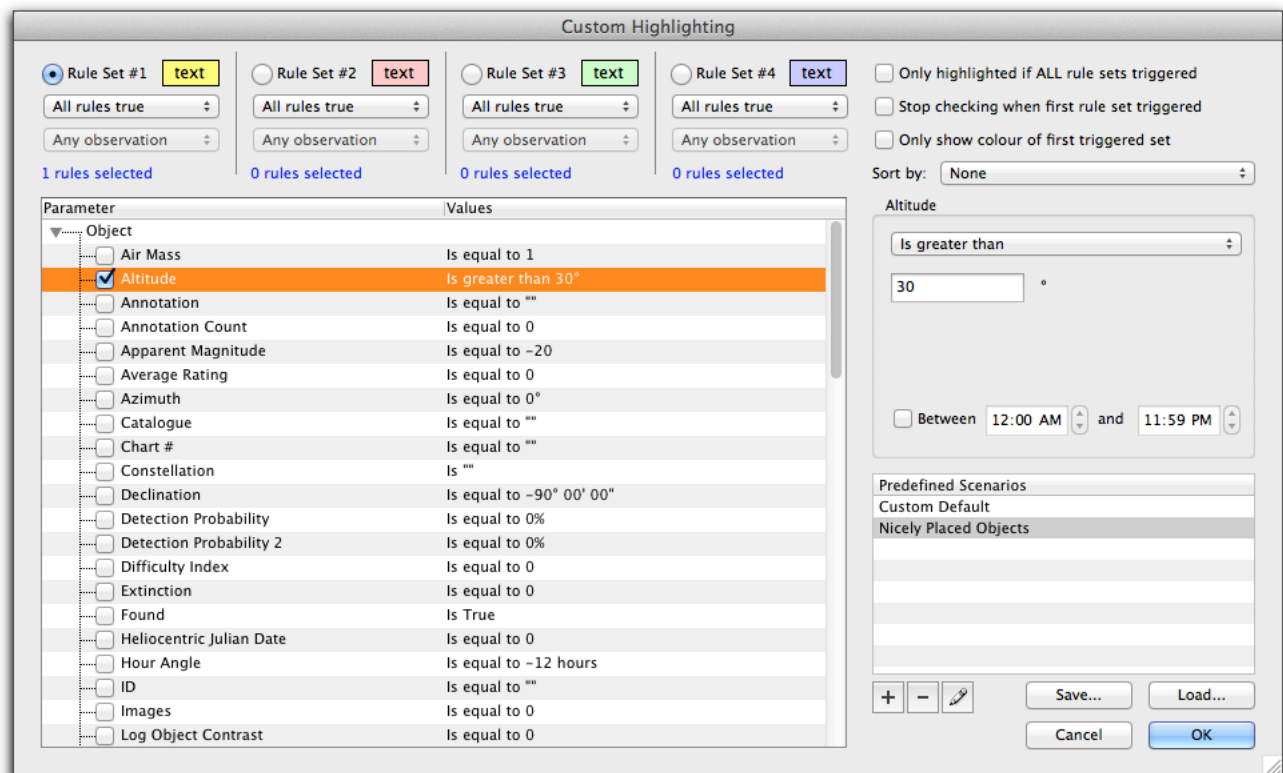 Custom Highlighting
Rule Set #1 text Rule Set #2 text Rule Set #3 text Rule Set #4 text
All rules true All rules true All rules true All rules true
Any observation Any observation Any observation Any observation
1 rules selected 0 rules selected 0 rules selected 0 rules selected
Only highlighted if ALL rule sets triggered
Stop checking when first rule set triggered
Only show colour of first triggered set
Sort by: None
Parameter Values
Object
Air Mass Is equal to 1
Altitude Is greater than 30°
Annotation Is equal to ""
Annotation Count Is equal to 0
Apparent Magnitude Is equal to -20
Average Rating Is equal to 0
Azimuth Is equal to 0°
Catalogue Is equal to ""
Chart # Is equal to ""
Constellation Is ""
Declination Is equal to -90° 00' 00"
Detection Probability Is equal to 0%
Detection Probability 2 Is equal to 0%
Difficulty Index Is equal to 0
Extinction Is equal to 0
Found Is True
Heliocentric Julian Date Is equal to 0
Hour Angle Is equal to -12 hours
ID Is equal to ""
Images Is equal to 0
Log Object Contrast Is equal to 0
Altitude
Is greater than
30 °
Between 12:00 AM and 11:59 PM
Predefined Scenarios
Custom Default
Nicely Placed Objects
+ - Save... Load...
Cancel OK